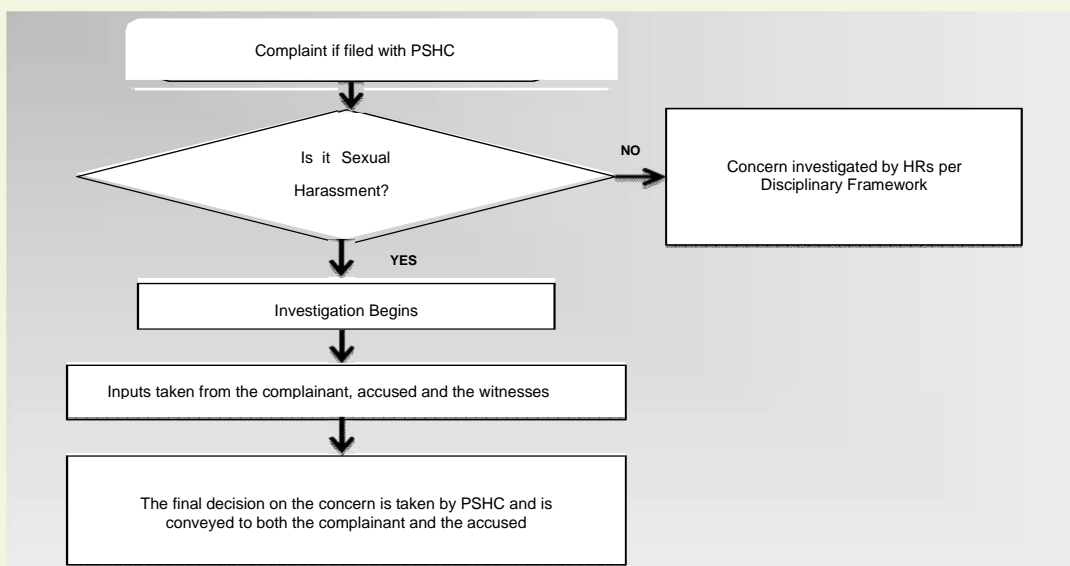 Complaint if filed with PSHC
Is it Sexual
Harassment?
NO
Concern investigated by HRs per
Disciplinary Framework
YES
Investigation Begins
Inputs taken from the complainant, accused and the witnesses
The final decision on the concern is taken by PSHC and is
conveyed to both the complainant and the accused